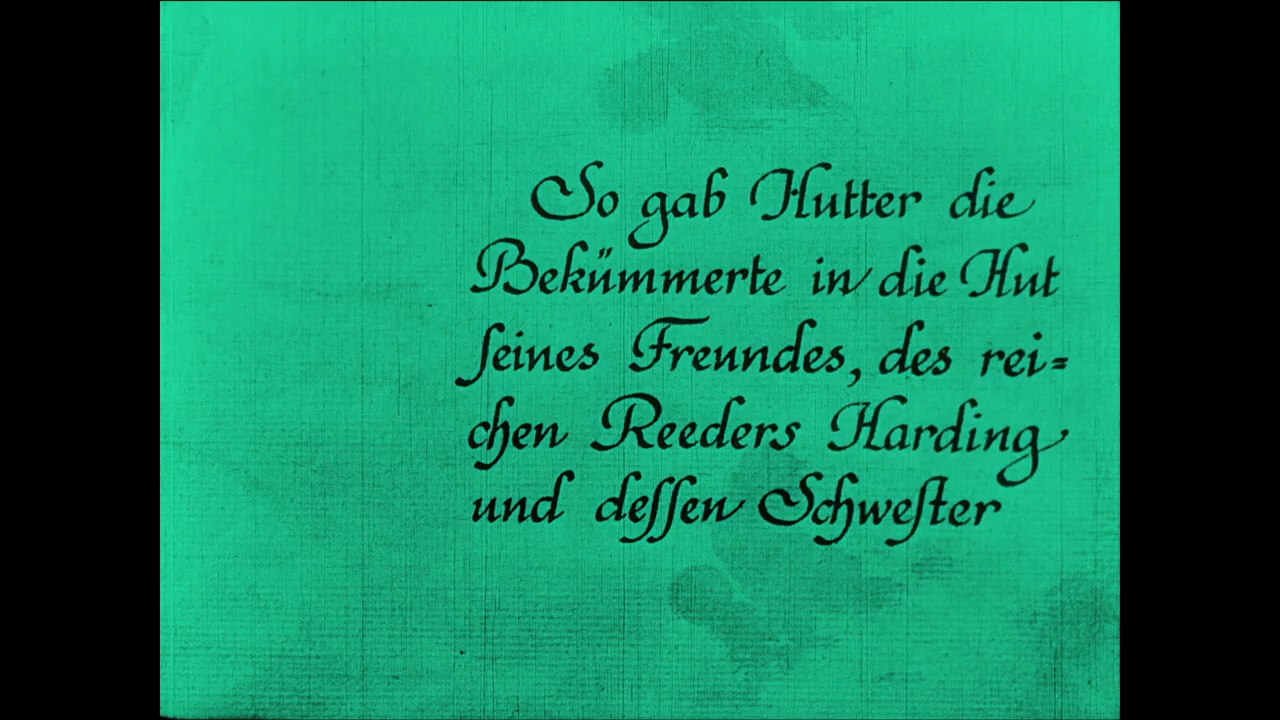 So gab Hutter die
Bekümmerte in die Hut
ſeines Freundes, des rei=
chen Reeders Harding
und deſſen Schweſter